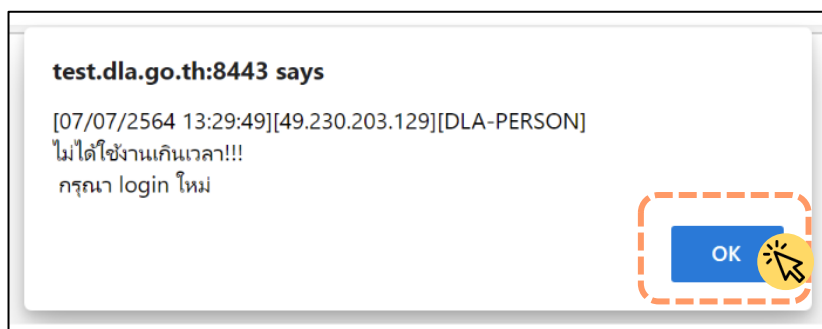 test.dla.go.th:8443 says
[07/07/2564 13:29:49][49.230.203.129][DLA-PERSON]
ไม่ได้ใช้งานเกินเวลา!!!
กรุณา login ใหม่
OK